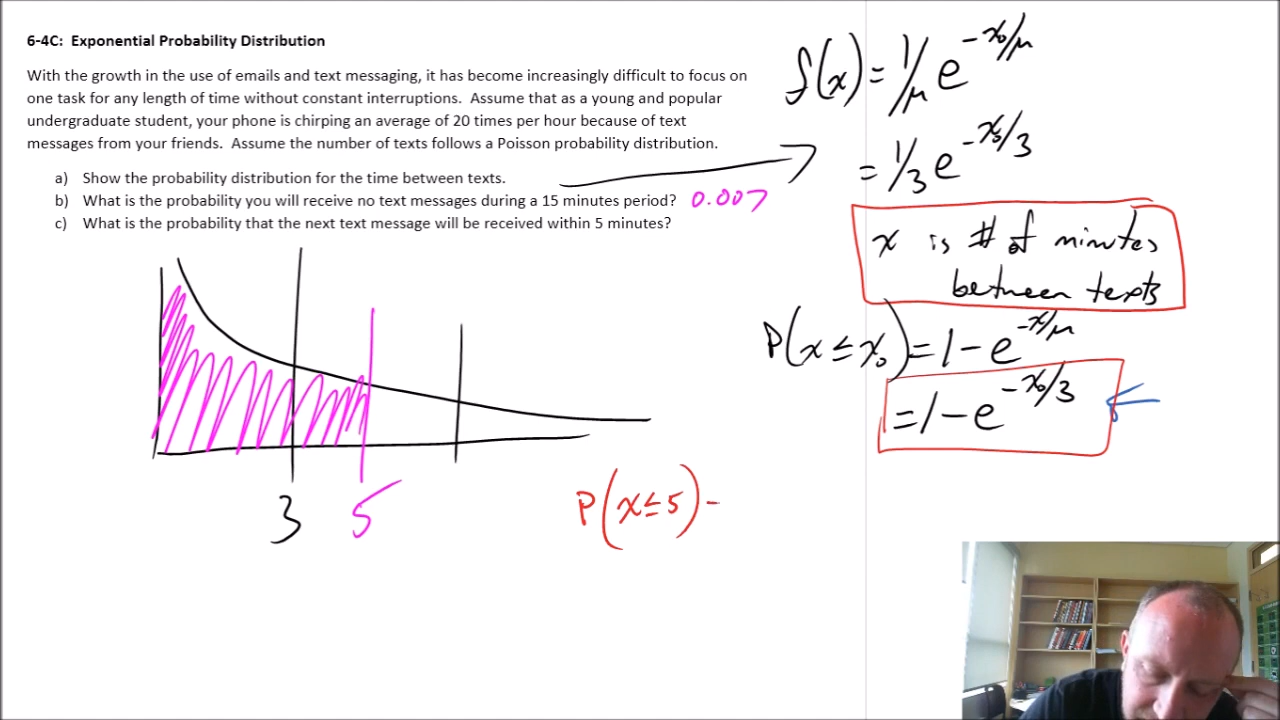 6-4C: Exponential Probability Distribution
With the growth in the use of emails and text messaging, it has become increasingly difficult to focus on
one task for any length of time without constant interruptions. Assume that as a young and popular
undergraduate student, your phone is chirping an average of 20 times per hour because of text
messages from your friends. Assume the number of texts follows a Poisson probability distribution.
a) Show the probability distribution for the time between texts.
b) What is the probability you will receive no text messages during a 15 minutes period? 0.007
c) What is the probability that the next text message will be received within 5 minutes?
f(x) = 1/μ e^{-x₀/μ}
= 1/3 e^{-x₀/3}
x is # of minutes
between texts
P(x ≤ x₀) = 1 - e^{-x/μ}
= 1 - e^{-x₀/3}
3 5
P(x ≤ 5) -